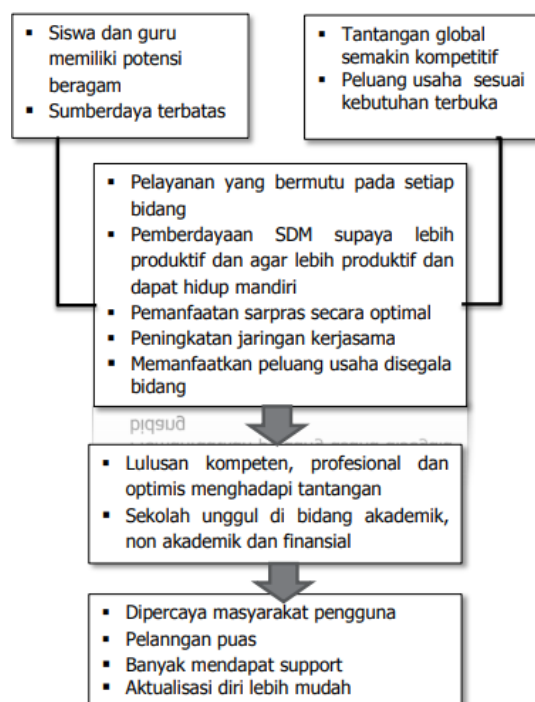 ▪ Siswa dan guru
memiliki potensi
beragam
▪ Sumberdaya terbatas
▪ Tantangan global
semakin kompetitif
▪ Peluang usaha sesuai
kebutuhan terbuka
▪ Pelayanan yang bermutu pada setiap
bidang
▪ Pemberdayaan SDM supaya lebih
produktif dan agar lebih produktif dan
dapat hidup mandiri
▪ Pemanfaatan sarpras secara optimal
▪ Peningkatan jaringan kerjasama
▪ Memanfaatkan peluang usaha disegala
bidang
▪ Lulusan kompeten, profesional dan
optimis menghadapi tantangan
▪ Sekolah unggul di bidang akademik,
non akademik dan finansial
▪ Dipercaya masyarakat pengguna
▪ Pelanngan puas
▪ Banyak mendapat support
▪ Aktualisasi diri lebih mudah